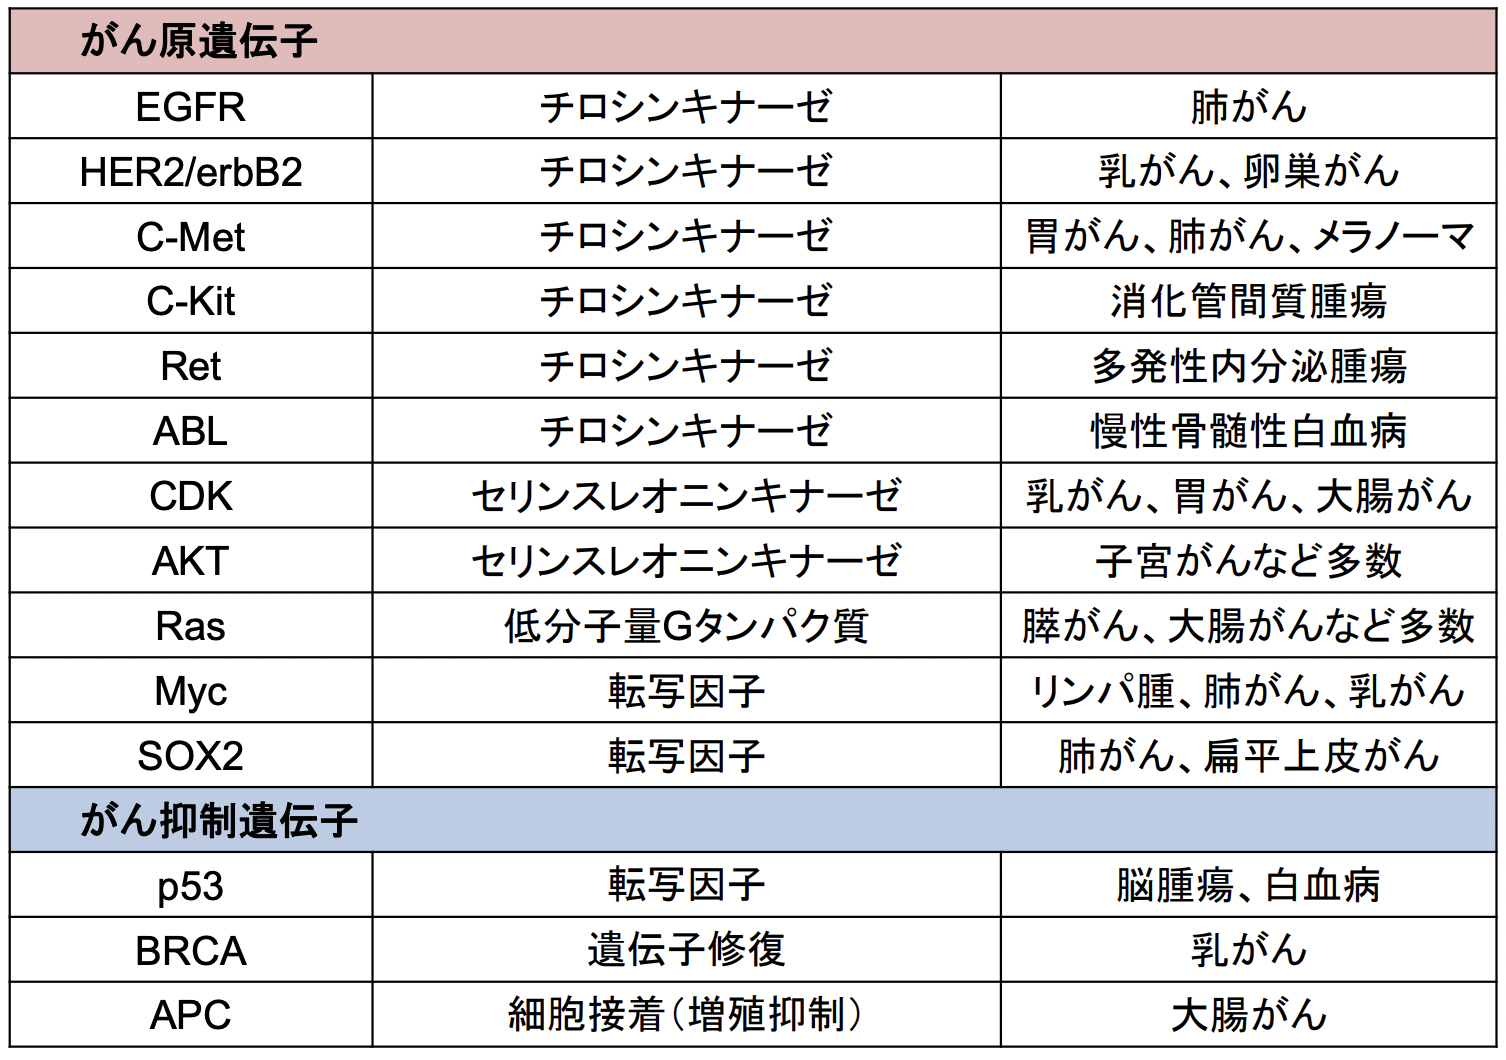 がん原遺伝子
EGFR チロシンキナーゼ 肺がん
HER2/erbB2 チロシンキナーゼ 乳がん、卵巣がん
C-Met チロシンキナーゼ 胃がん、肺がん、メラノーマ
C-Kit チロシンキナーゼ 消化管間質腫瘍
Ret チロシンキナーゼ 多発性内分泌腫瘍
ABL チロシンキナーゼ 慢性骨髄性白血病
CDK セリンスレオニンキナーゼ 乳がん、胃がん、大腸がん
AKT セリンスレオニンキナーゼ 子宮がんなど多数
Ras 低分子量Gタンパク質 膵がん、大腸がんなど多数
Myc 転写因子 リンパ腫、肺がん、乳がん
SOX2 転写因子 肺がん、扁平上皮がん
がん抑制遺伝子
p53 転写因子 脳腫瘍、白血病
BRCA 遺伝子修復 乳がん
APC 細胞接着（増殖抑制） 大腸がん